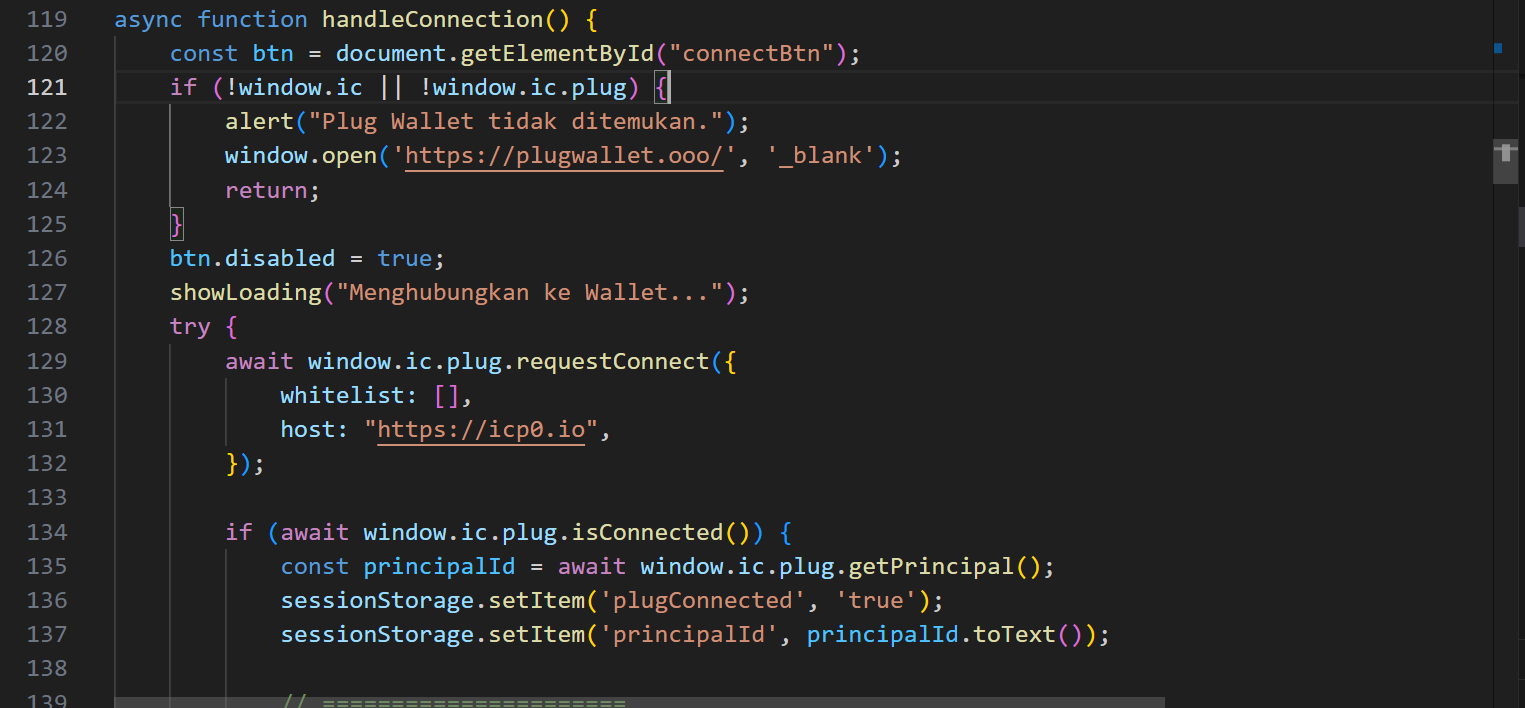 119 async function handleConnection() {
120 const btn = document.getElementById("connectBtn");
121 if (!window.ic || !window.ic.plug) {
122 alert("Plug Wallet tidak ditemukan.");
123 window.open('https://plugwallet.ooo/', '_blank');
124 return;
125 }
126 btn.disabled = true;
127 showLoading("Menghubungkan ke Wallet...");
128 try {
129 await window.ic.plug.requestConnect({
130 whitelist: [],
131 host: "https://icp0.io",
132 });
133
134 if (await window.ic.plug.isConnected()) {
135 const principalId = await window.ic.plug.getPrincipal();
136 sessionStorage.setItem('plugConnected', 'true');
137 sessionStorage.setItem('principalId', principalId.toText());
138
139 // ======================